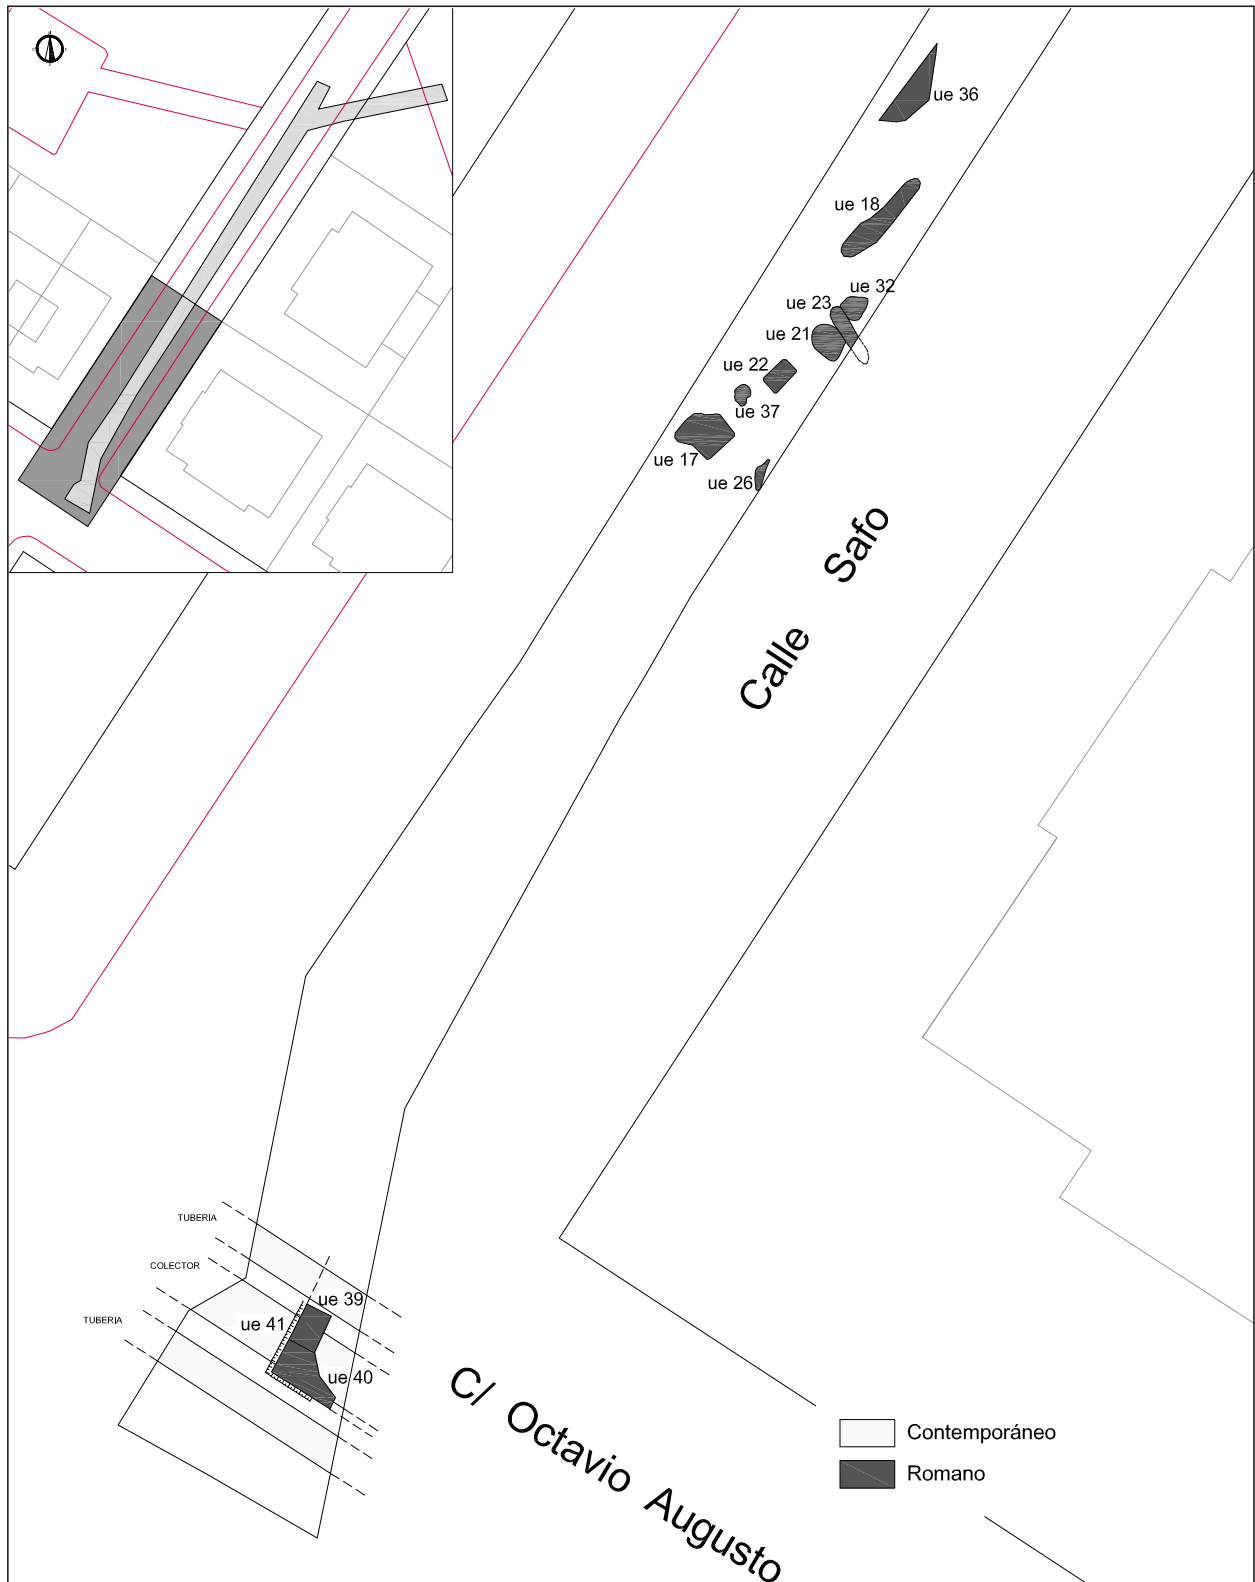 ue 36
ue 18
ue 32
ue 23
ue 21
ue 22
ue 37
ue 17
ue 26
Calle Safo
TUBERIA
COLECTOR
ue 39
TUBERIA
ue 41
ue 40
C/ Octavio Augusto
Contemporáneo
Romano